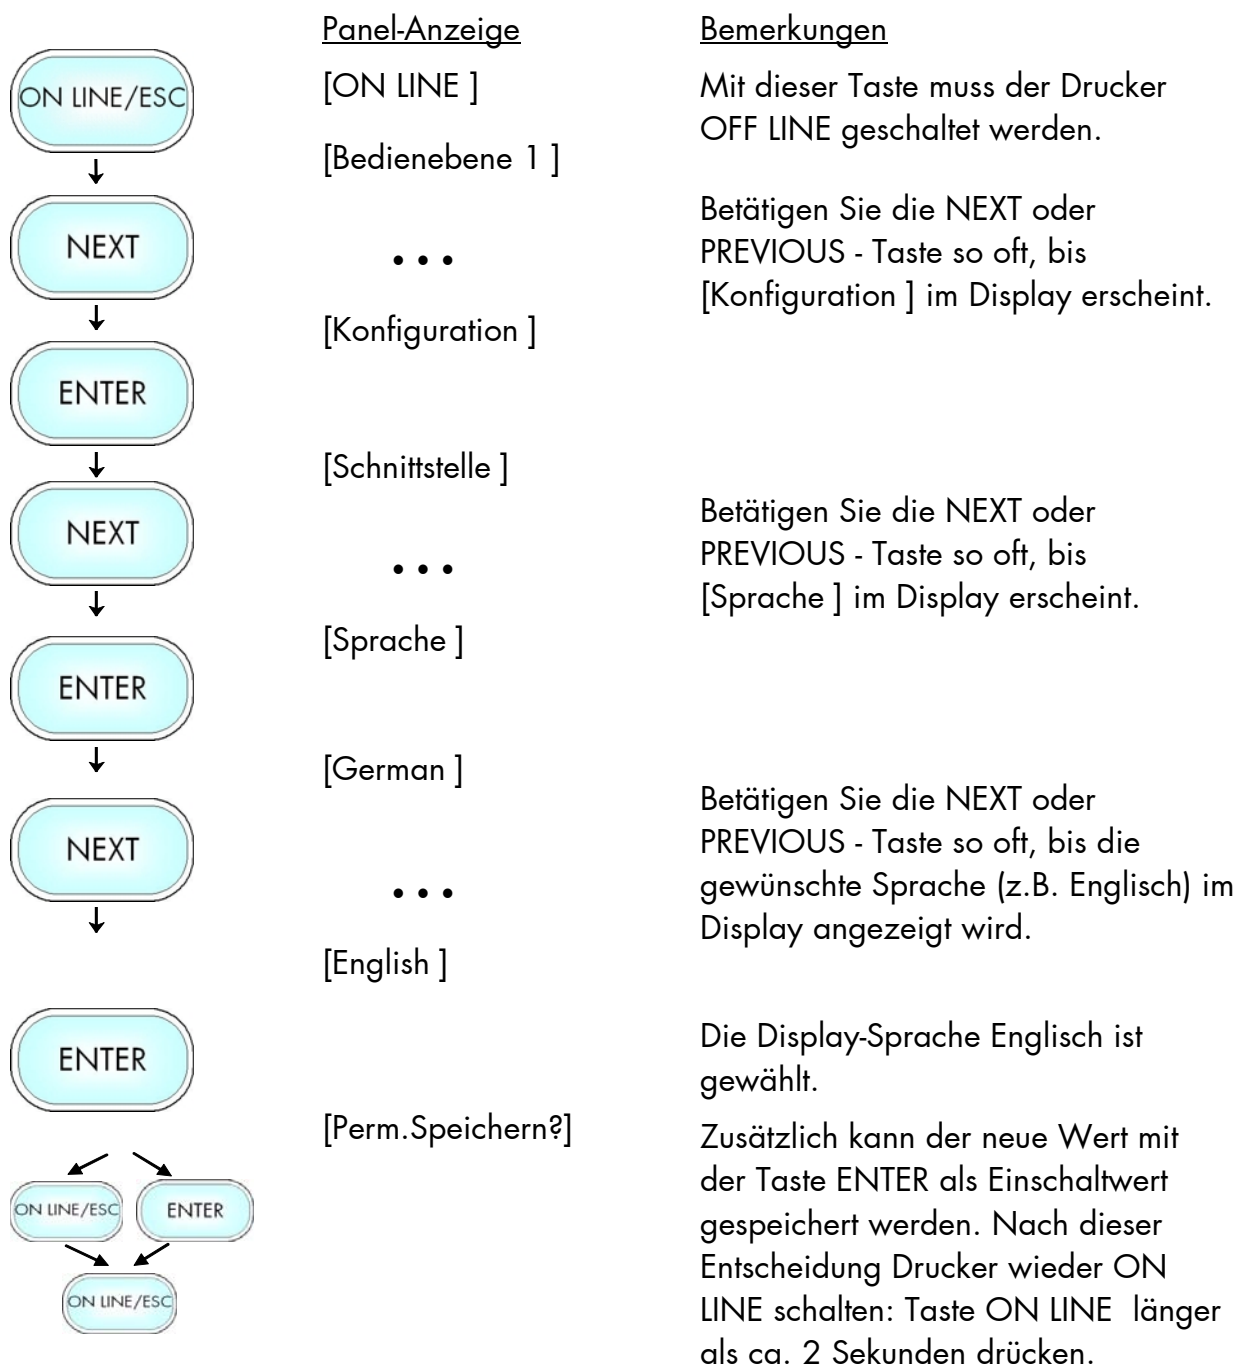 Panel-Anzeige Bemerkungen
ON LINE/ESC
[ON LINE ]
Mit dieser Taste muss der Drucker
OFF LINE geschaltet werden.
[Bedienebene 1 ]
NEXT
...
Betätigen Sie die NEXT oder
PREVIOUS - Taste so oft, bis
[Konfiguration ] im Display erscheint.
[Konfiguration ]
ENTER
[Schnittstelle ]
NEXT
...
Betätigen Sie die NEXT oder
PREVIOUS - Taste so oft, bis
[Sprache ] im Display erscheint.
[Sprache ]
ENTER
[German ]
NEXT
...
Betätigen Sie die NEXT oder
PREVIOUS - Taste so oft, bis die
gewünschte Sprache (z.B. Englisch) im
Display angezeigt wird.
[English ]
ENTER
Die Display-Sprache Englisch ist
gewählt.
[Perm.Speichern?]
Zusätzlich kann der neue Wert mit
der Taste ENTER als Einschaltwert
gespeichert werden. Nach dieser
Entscheidung Drucker wieder ON
LINE schalten: Taste ON LINE länger
als ca. 2 Sekunden drücken.
ON LINE/ESC ENTER
ON LINE/ESC